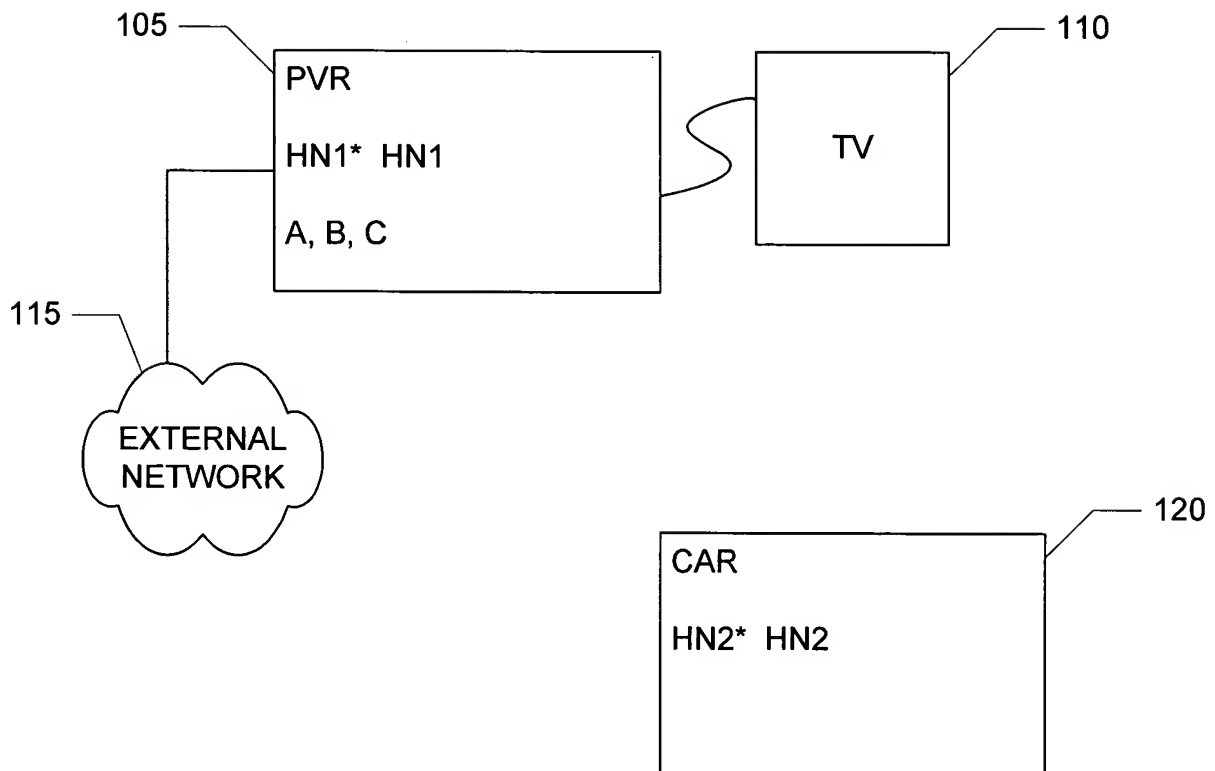 105
PVR
HN1* HN1
A, B, C
110
TV
115
EXTERNAL
NETWORK
120
CAR
HN2* HN2